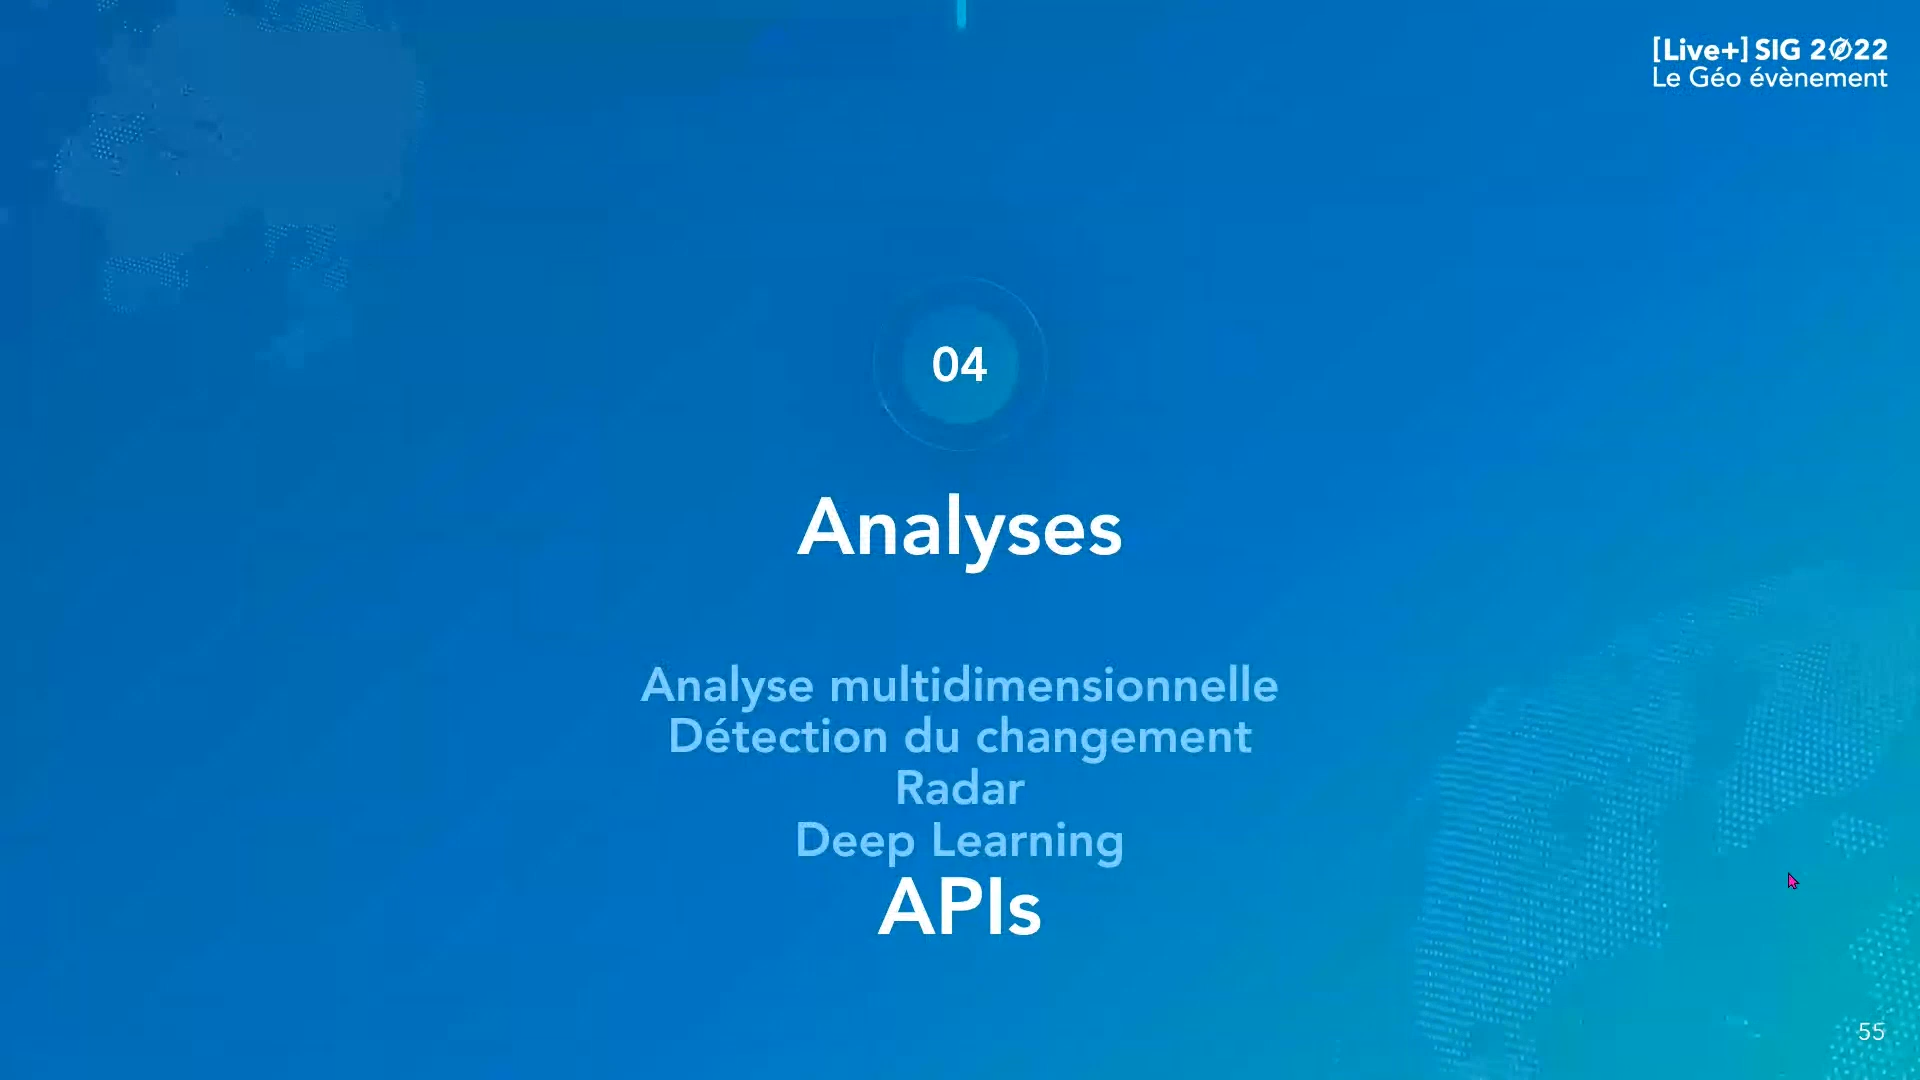 [Live+] SIG 2022
Le Géo évènement
04
Analyses
Analyse multidimensionnelle
Détection du changement
Radar
Deep Learning
APIs
55